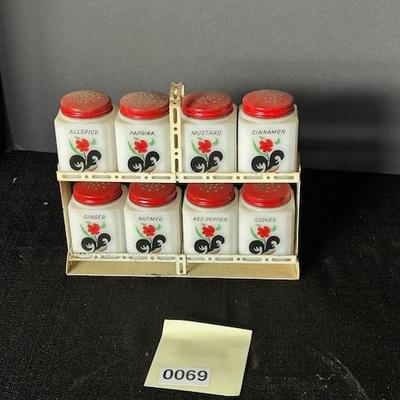 ALLSPICE
PAPRIKA
MUSTARD
CINNAMON
GINGER
NUTMEG
RED PEPPER
CLOVES
0069